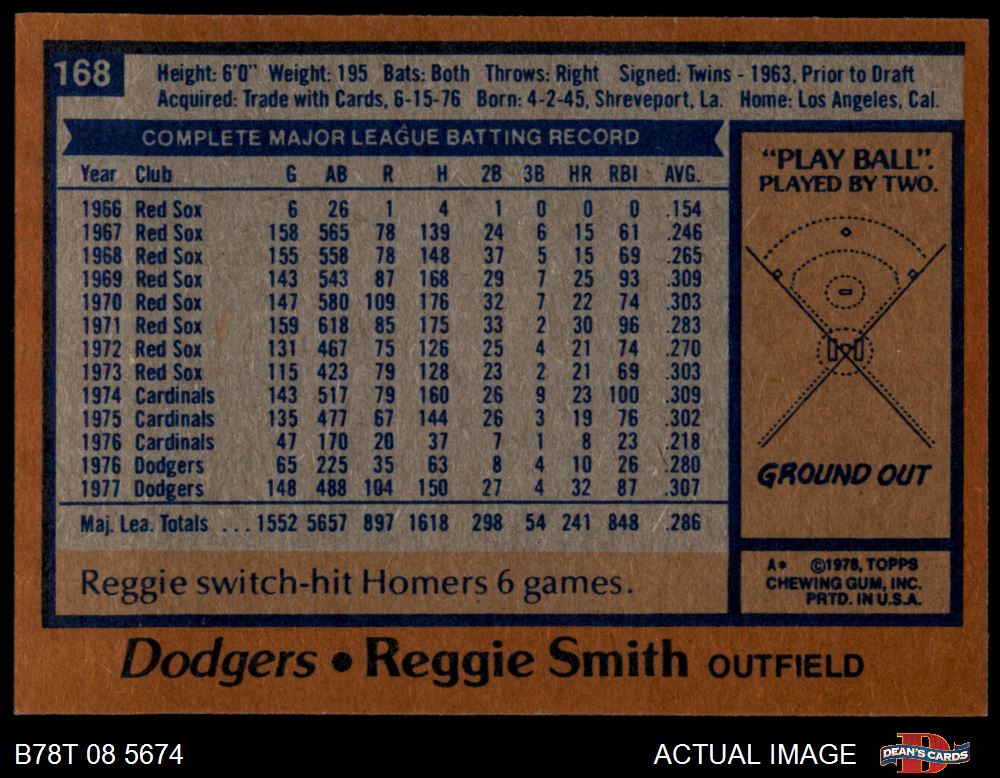 168
Height: 6'0" Weight: 195 Bats: Both Throws: Right Signed: Twins - 1963, Prior to Draft
Acquired: Trade with Cards, 6-15-76 Born: 4-2-45, Shreveport, La. Home: Los Angeles, Cal.
COMPLETE MAJOR LEAGUE BATTING RECORD
Year Club G AB R H 2B 3B HR RBI AVG.
1966 Red Sox 6 26 1 4 1 0 0 0 .154
1967 Red Sox 158 565 78 139 24 6 15 61 .246
1968 Red Sox 155 558 78 148 37 5 15 69 .265
1969 Red Sox 143 543 87 168 29 7 25 93 .309
1970 Red Sox 147 580 109 176 32 7 22 74 .303
1971 Red Sox 159 618 85 175 33 2 30 96 .283
1972 Red Sox 131 467 75 126 25 4 21 74 .270
1973 Red Sox 115 423 79 128 23 2 21 69 .303
1974 Cardinals 143 517 79 160 26 9 23 100 .309
1975 Cardinals 135 477 67 144 26 3 19 76 .302
1976 Cardinals 47 170 20 37 7 1 8 23 .218
1976 Dodgers 65 225 35 63 8 4 10 26 .280
1977 Dodgers 148 488 104 150 27 4 32 87 .307
Maj. Lea. Totals ... 1552 5657 897 1618 298 54 241 848 .286
Reggie switch-hit Homers 6 games.
"PLAY BALL".
PLAYED BY TWO.
GROUND OUT
A* ©1978, TOPPS
CHEWING GUM, INC.
PRTD. IN U.S.A.
Dodgers • Reggie Smith OUTFIELD
B78T 08 5674
ACTUAL IMAGE
D
DEAN'S CARDS